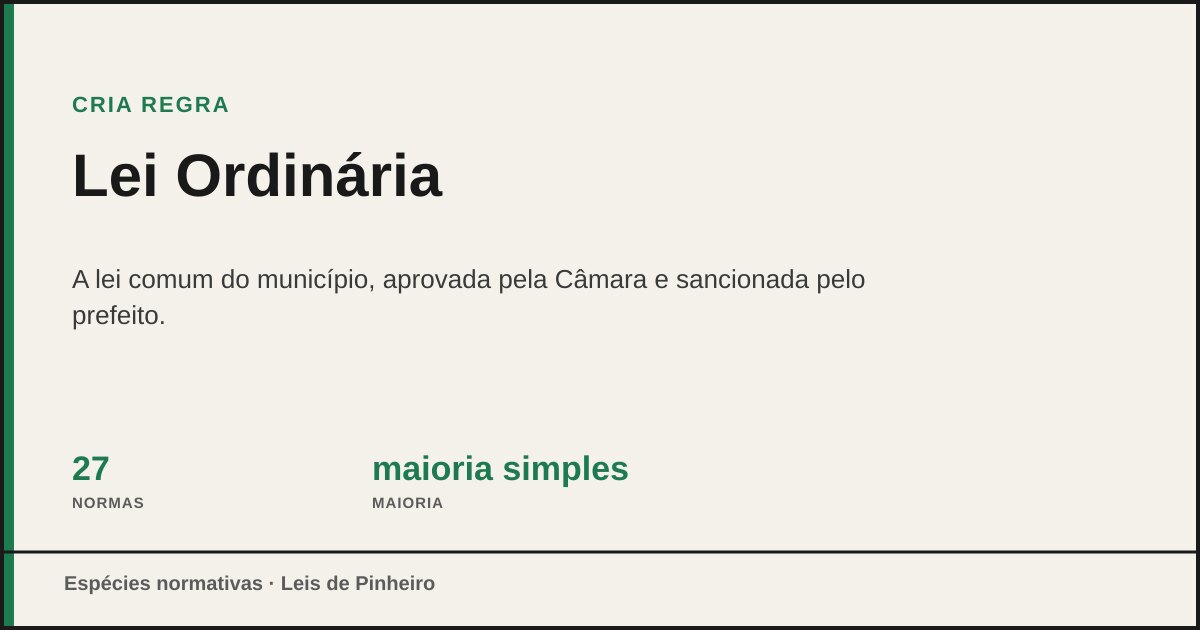 CRIA REGRA
Lei Ordinária
A lei comum do município, aprovada pela Câmara e sancionada pelo
prefeito.
27
NORMAS
maioria simples
MAIORIA
Espécies normativas · Leis de Pinheiro